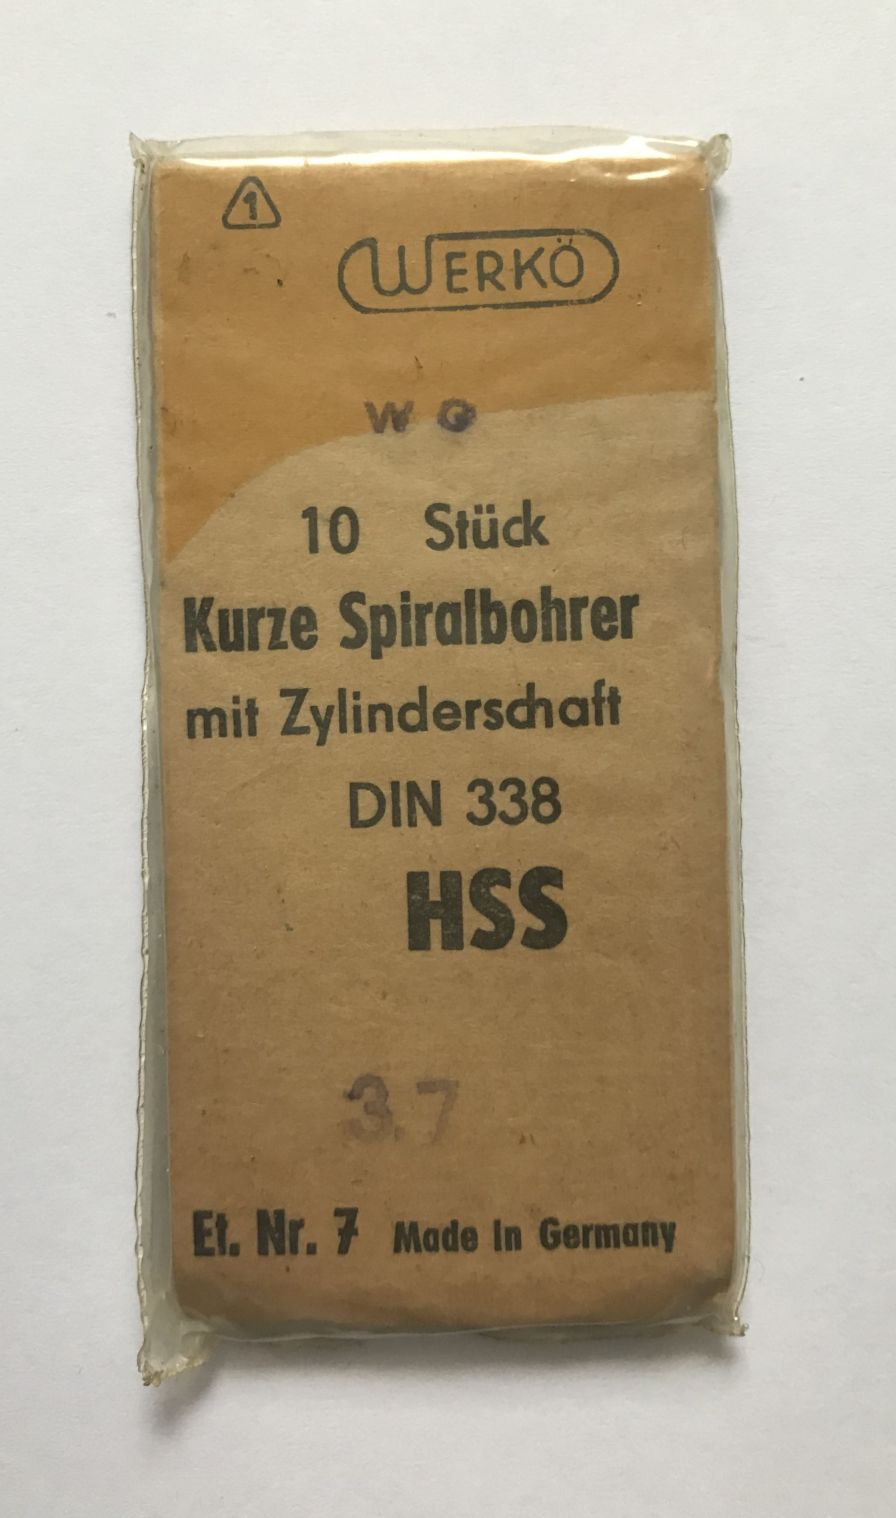 1
WERKÖ
10 Stück
Kurze Spiralbohrer
mit Zylinderschaft
DIN 338
HSS
3.7
Et. Nr. 7 Made in Germany